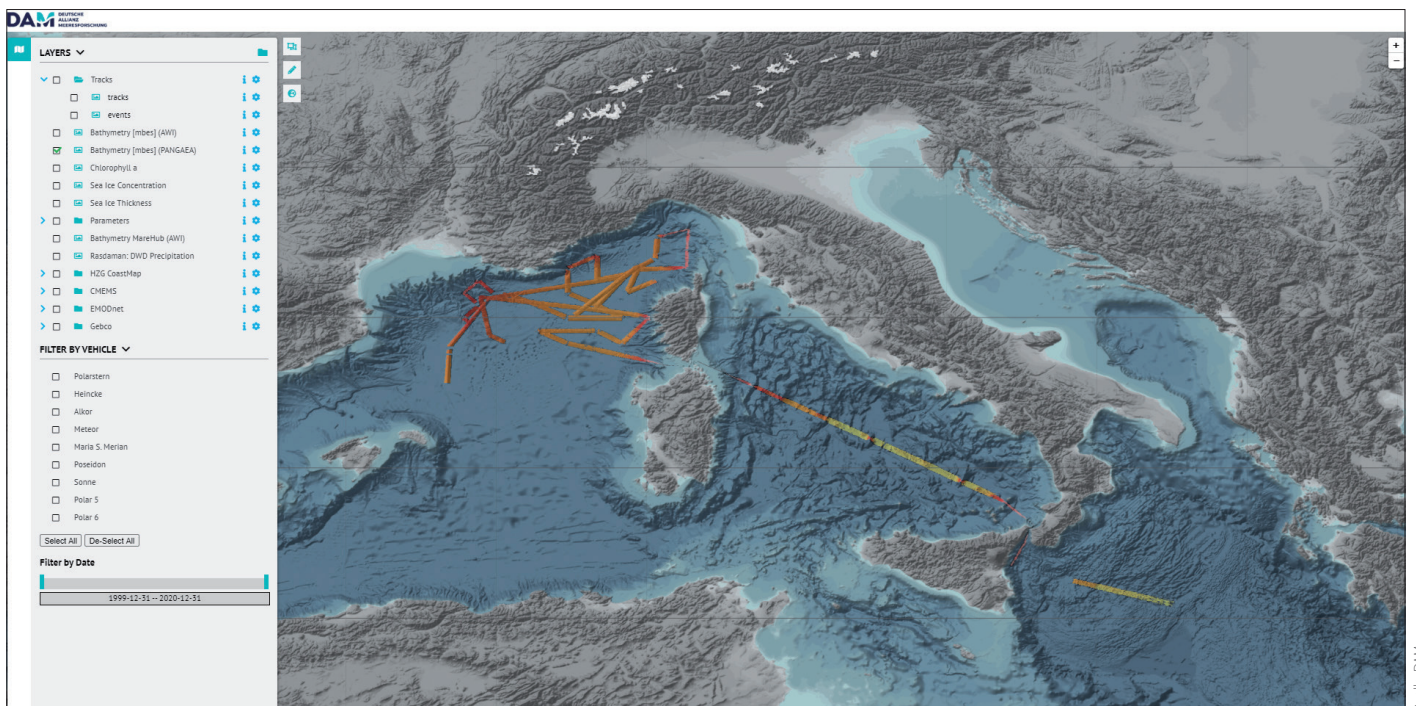 DAM DEUTSCHE
ALLIANZ
MEERESFORSCHUNG
LAYERS
Tracks
tracks
events
Bathymetry [mbes] (AWI)
Bathymetry [mbes] (PANGAEA)
Chlorophyll a
Sea Ice Concentration
Sea Ice Thickness
Parameters
Bathymetry MareHub (AWI)
Rasdaman: DWD Precipitation
HZG CoastMap
CMEMS
EMODnet
Gebco
FILTER BY VEHICLE
Polarstern
Heincke
Alkor
Meteor
Maria S. Merian
Poseidon
Sonne
Polar 5
Polar 6
Select All De-Select All
Filter by Date
1999-12-31 -- 2020-12-31
+
−